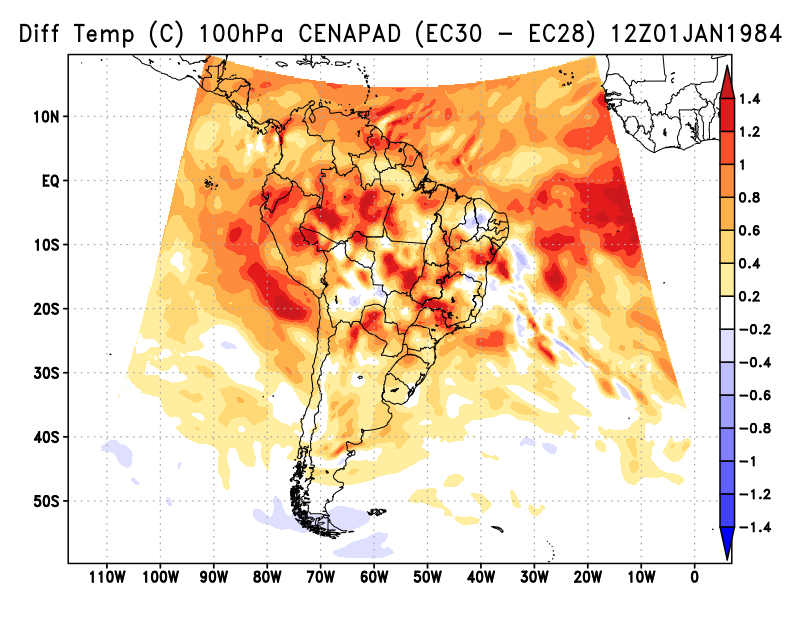 Diff Temp (C) 100hPa CENAPAD (EC30 − EC28) 12Z01JAN1984
10N
EQ
10S
20S
30S
40S
50S
110W 100W 90W 80W 70W 60W 50W 40W 30W 20W 10W 0
1.4
1.2
1
0.8
0.6
0.4
0.2
−0.2
−0.4
−0.6
−0.8
−1
−1.2
−1.4